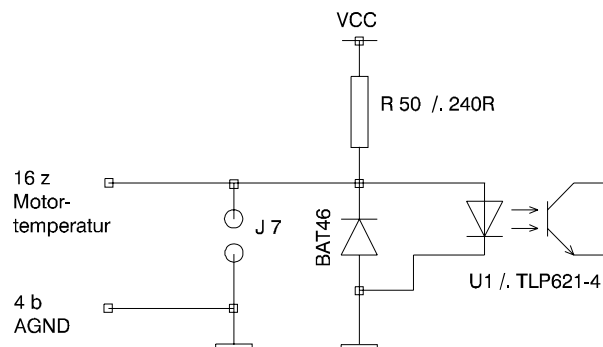 VCC
R 50 /. 240R
16 z
Motor-
temperatur
J 7
BAT46
U1 /. TLP621-4
4 b
AGND